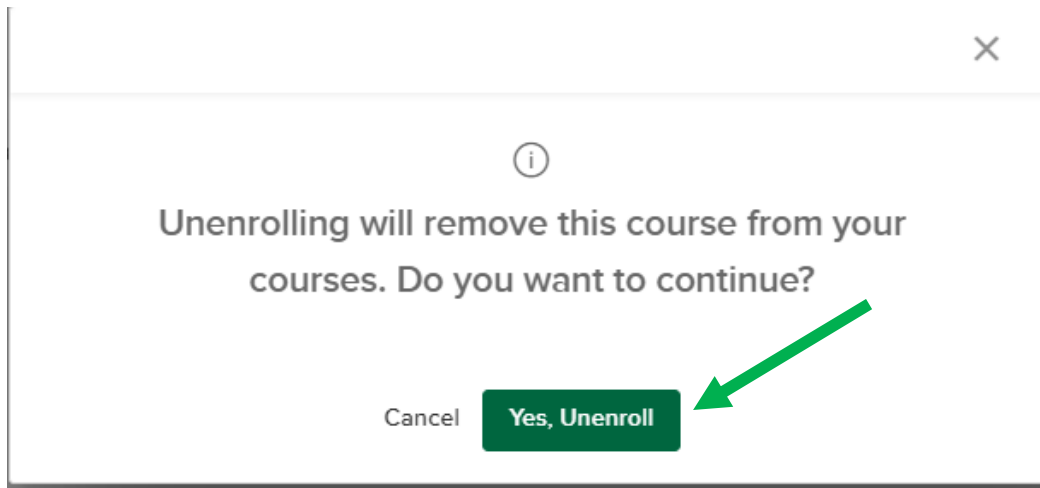 Unenrolling will remove this course from your
courses. Do you want to continue?
Cancel Yes, Unenroll